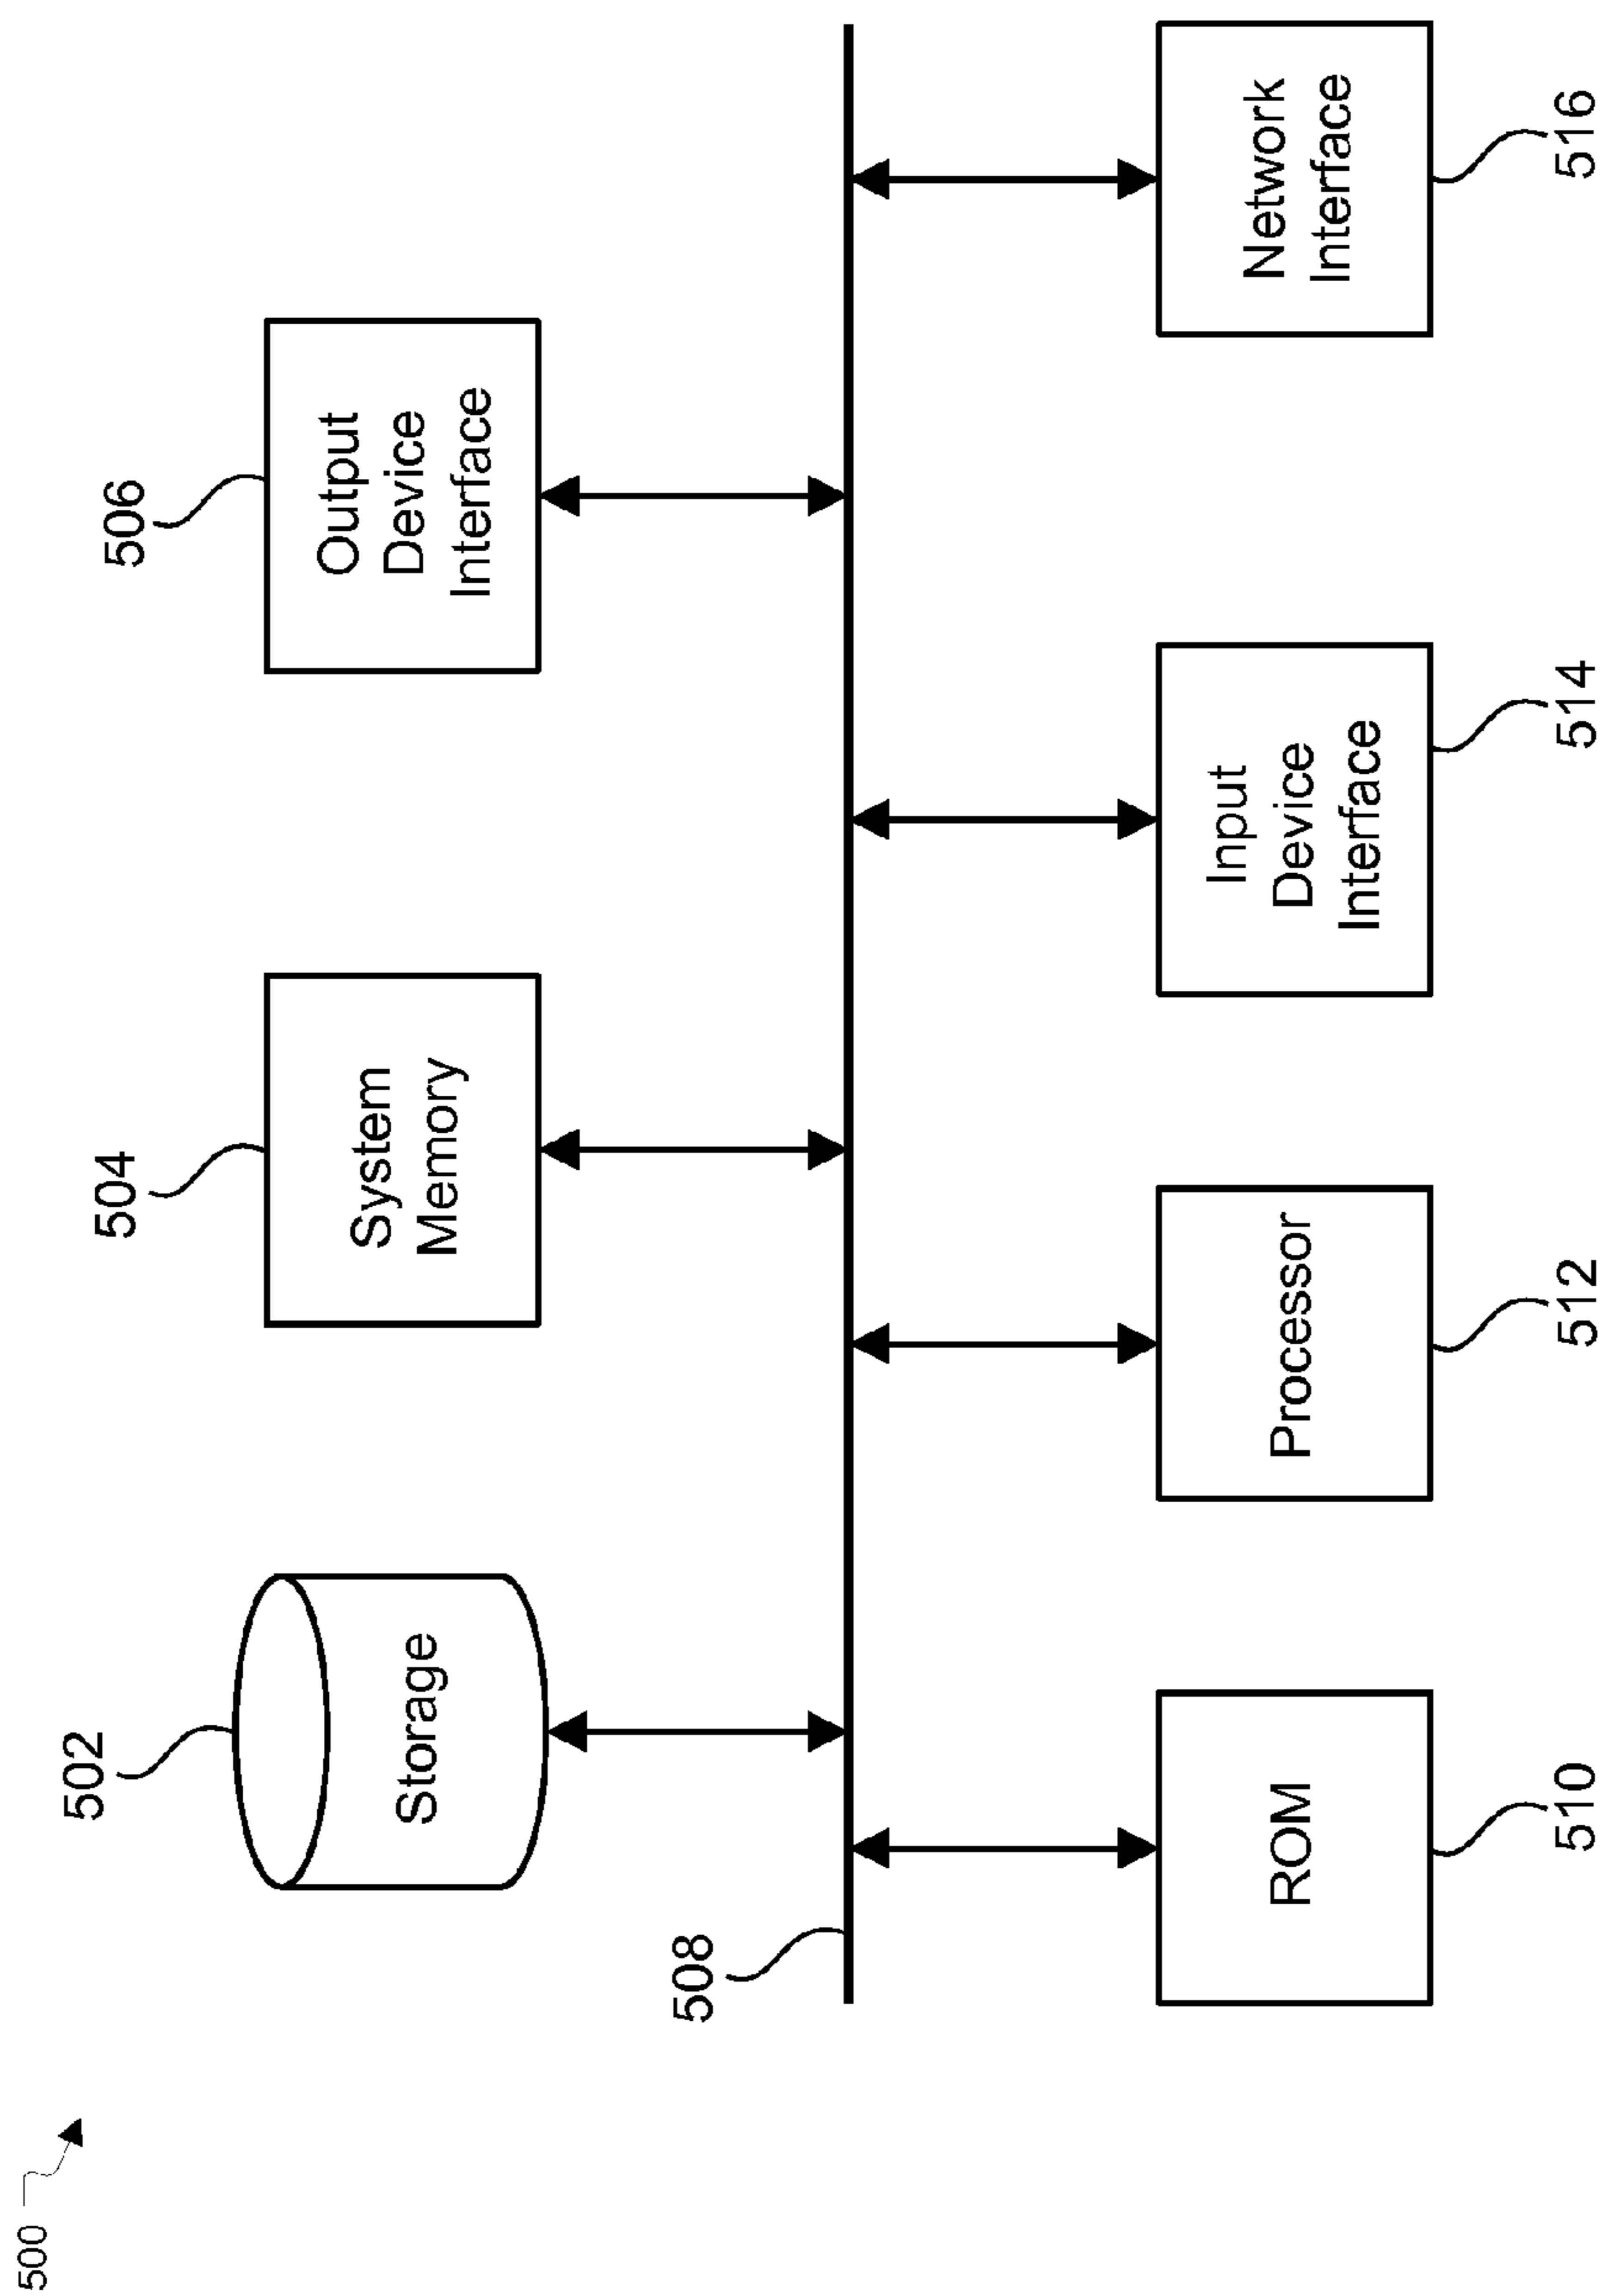 500
502
504
506
Storage
System
Memory
Output
Device
Interface
508
ROM
Processor
Input
Device
Interface
Network
Interface
510
512
514
516